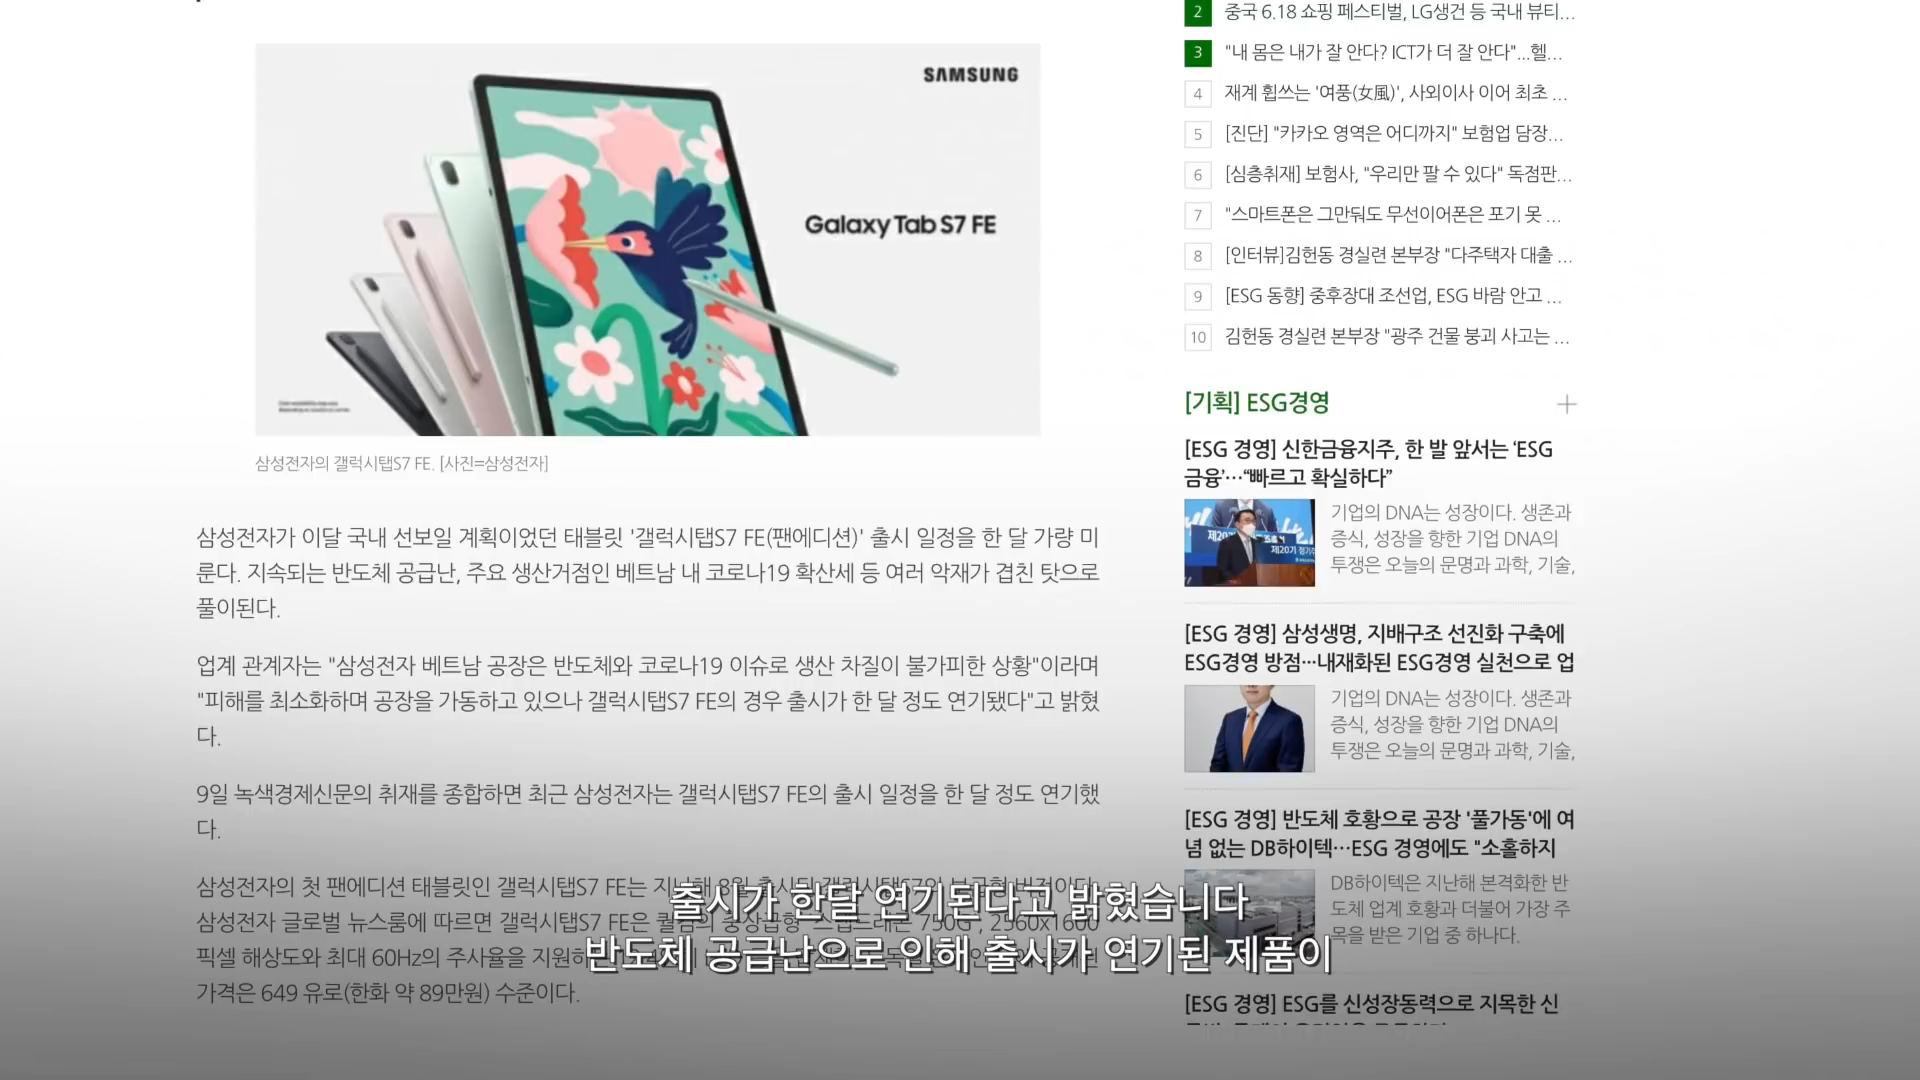 SAMSUNG
Galaxy Tab S7 FE
삼성전자의 갤럭시탭S7 FE. [사진=삼성전자]
삼성전자가 이달 국내 선보일 계획이었던 태블릿 '갤럭시탭S7 FE(팬에디션)' 출시 일정을 한 달 가량 미
룬다. 지속되는 반도체 공급난, 주요 생산거점인 베트남 내 코로나19 확산세 등 여러 악재가 겹친 탓으로
풀이된다.
업계 관계자는 "삼성전자 베트남 공장은 반도체와 코로나19 이슈로 생산 차질이 불가피한 상황"이라며
"피해를 최소화하며 공장을 가동하고 있으나 갤럭시탭S7 FE의 경우 출시가 한 달 정도 연기됐다"고 밝혔
다.
9일 녹색경제신문의 취재를 종합하면 최근 삼성전자는 갤럭시탭S7 FE의 출시 일정을 한 달 정도 연기했
다.
삼성전자의 첫 팬에디션 태블릿인 갤럭시탭S7 FE는 지난해 8월 출시된 갤럭시탭S7의 보급형 버전이다.
삼성전자 글로벌 뉴스룸에 따르면 갤럭시탭S7 FE은 퀄컴의 중상급형 '스냅드래곤 750G', 2560x1600
픽셀 해상도와 최대 60Hz의 주사율을 지원하
가격은 649 유로(한화 약 89만원) 수준이다.
출시가 한달 연기된다고 밝혔습니다
반도체 공급난으로 인해 출시가 연기된 제품이
2 중국 6.18 쇼핑 페스티벌, LG생건 등 국내 뷰티...
3 "내 몸은 내가 잘 안다? ICT가 더 잘 안다"...헬...
4 재계 휩쓰는 '여풍(女風)', 사외이사 이어 최초 ...
5 [진단] "카카오 영역은 어디까지" 보험업 담장...
6 [심층취재] 보험사, "우리만 팔 수 있다" 독점판...
7 "스마트폰은 그만둬도 무선이어폰은 포기 못 ...
8 [인터뷰]김헌동 경실련 본부장 "다주택자 대출 ...
9 [ESG 동향] 중후장대 조선업, ESG 바람 안고 ...
10 김헌동 경실련 본부장 "광주 건물 붕괴 사고는 ...
[기획] ESG경영 +
[ESG 경영] 신한금융지주, 한 발 앞서는 ‘ESG
금융’…“빠르고 확실하다”
기업의 DNA는 성장이다. 생존과
증식, 성장을 향한 기업 DNA의
투쟁은 오늘의 문명과 과학, 기술,
[ESG 경영] 삼성생명, 지배구조 선진화 구축에
ESG경영 방점…내재화된 ESG경영 실천으로 업
기업의 DNA는 성장이다. 생존과
증식, 성장을 향한 기업 DNA의
투쟁은 오늘의 문명과 과학, 기술,
[ESG 경영] 반도체 호황으로 공장 '풀가동'에 여
념 없는 DB하이텍…ESG 경영에도 "소홀하지
DB하이텍은 지난해 본격화한 반
도체 업계 호황과 더불어 가장 주
목을 받은 기업 중 하나다.
[ESG 경영] ESG를 신성장동력으로 지목한 신